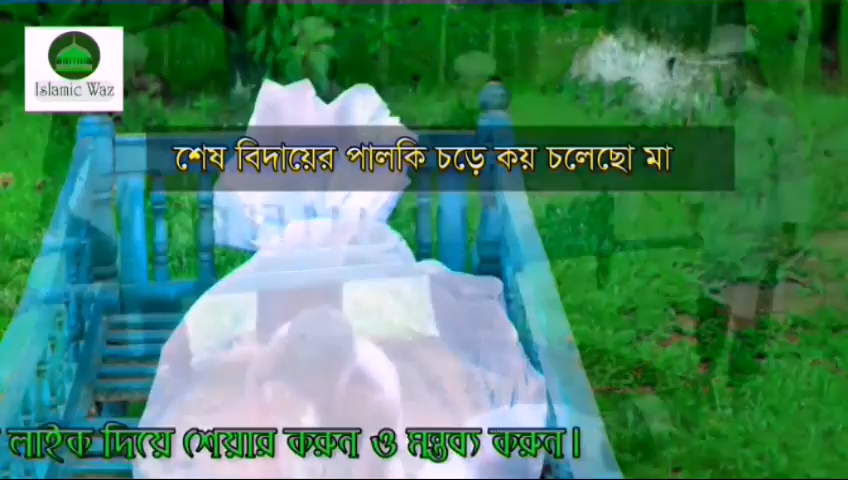 Islamic Waz
শেষ বিদায়ের পালকি চড়ে কয় চলেছো মা
লাইক দিয়ে শেয়ার করুন ও মন্তব্য করুন।